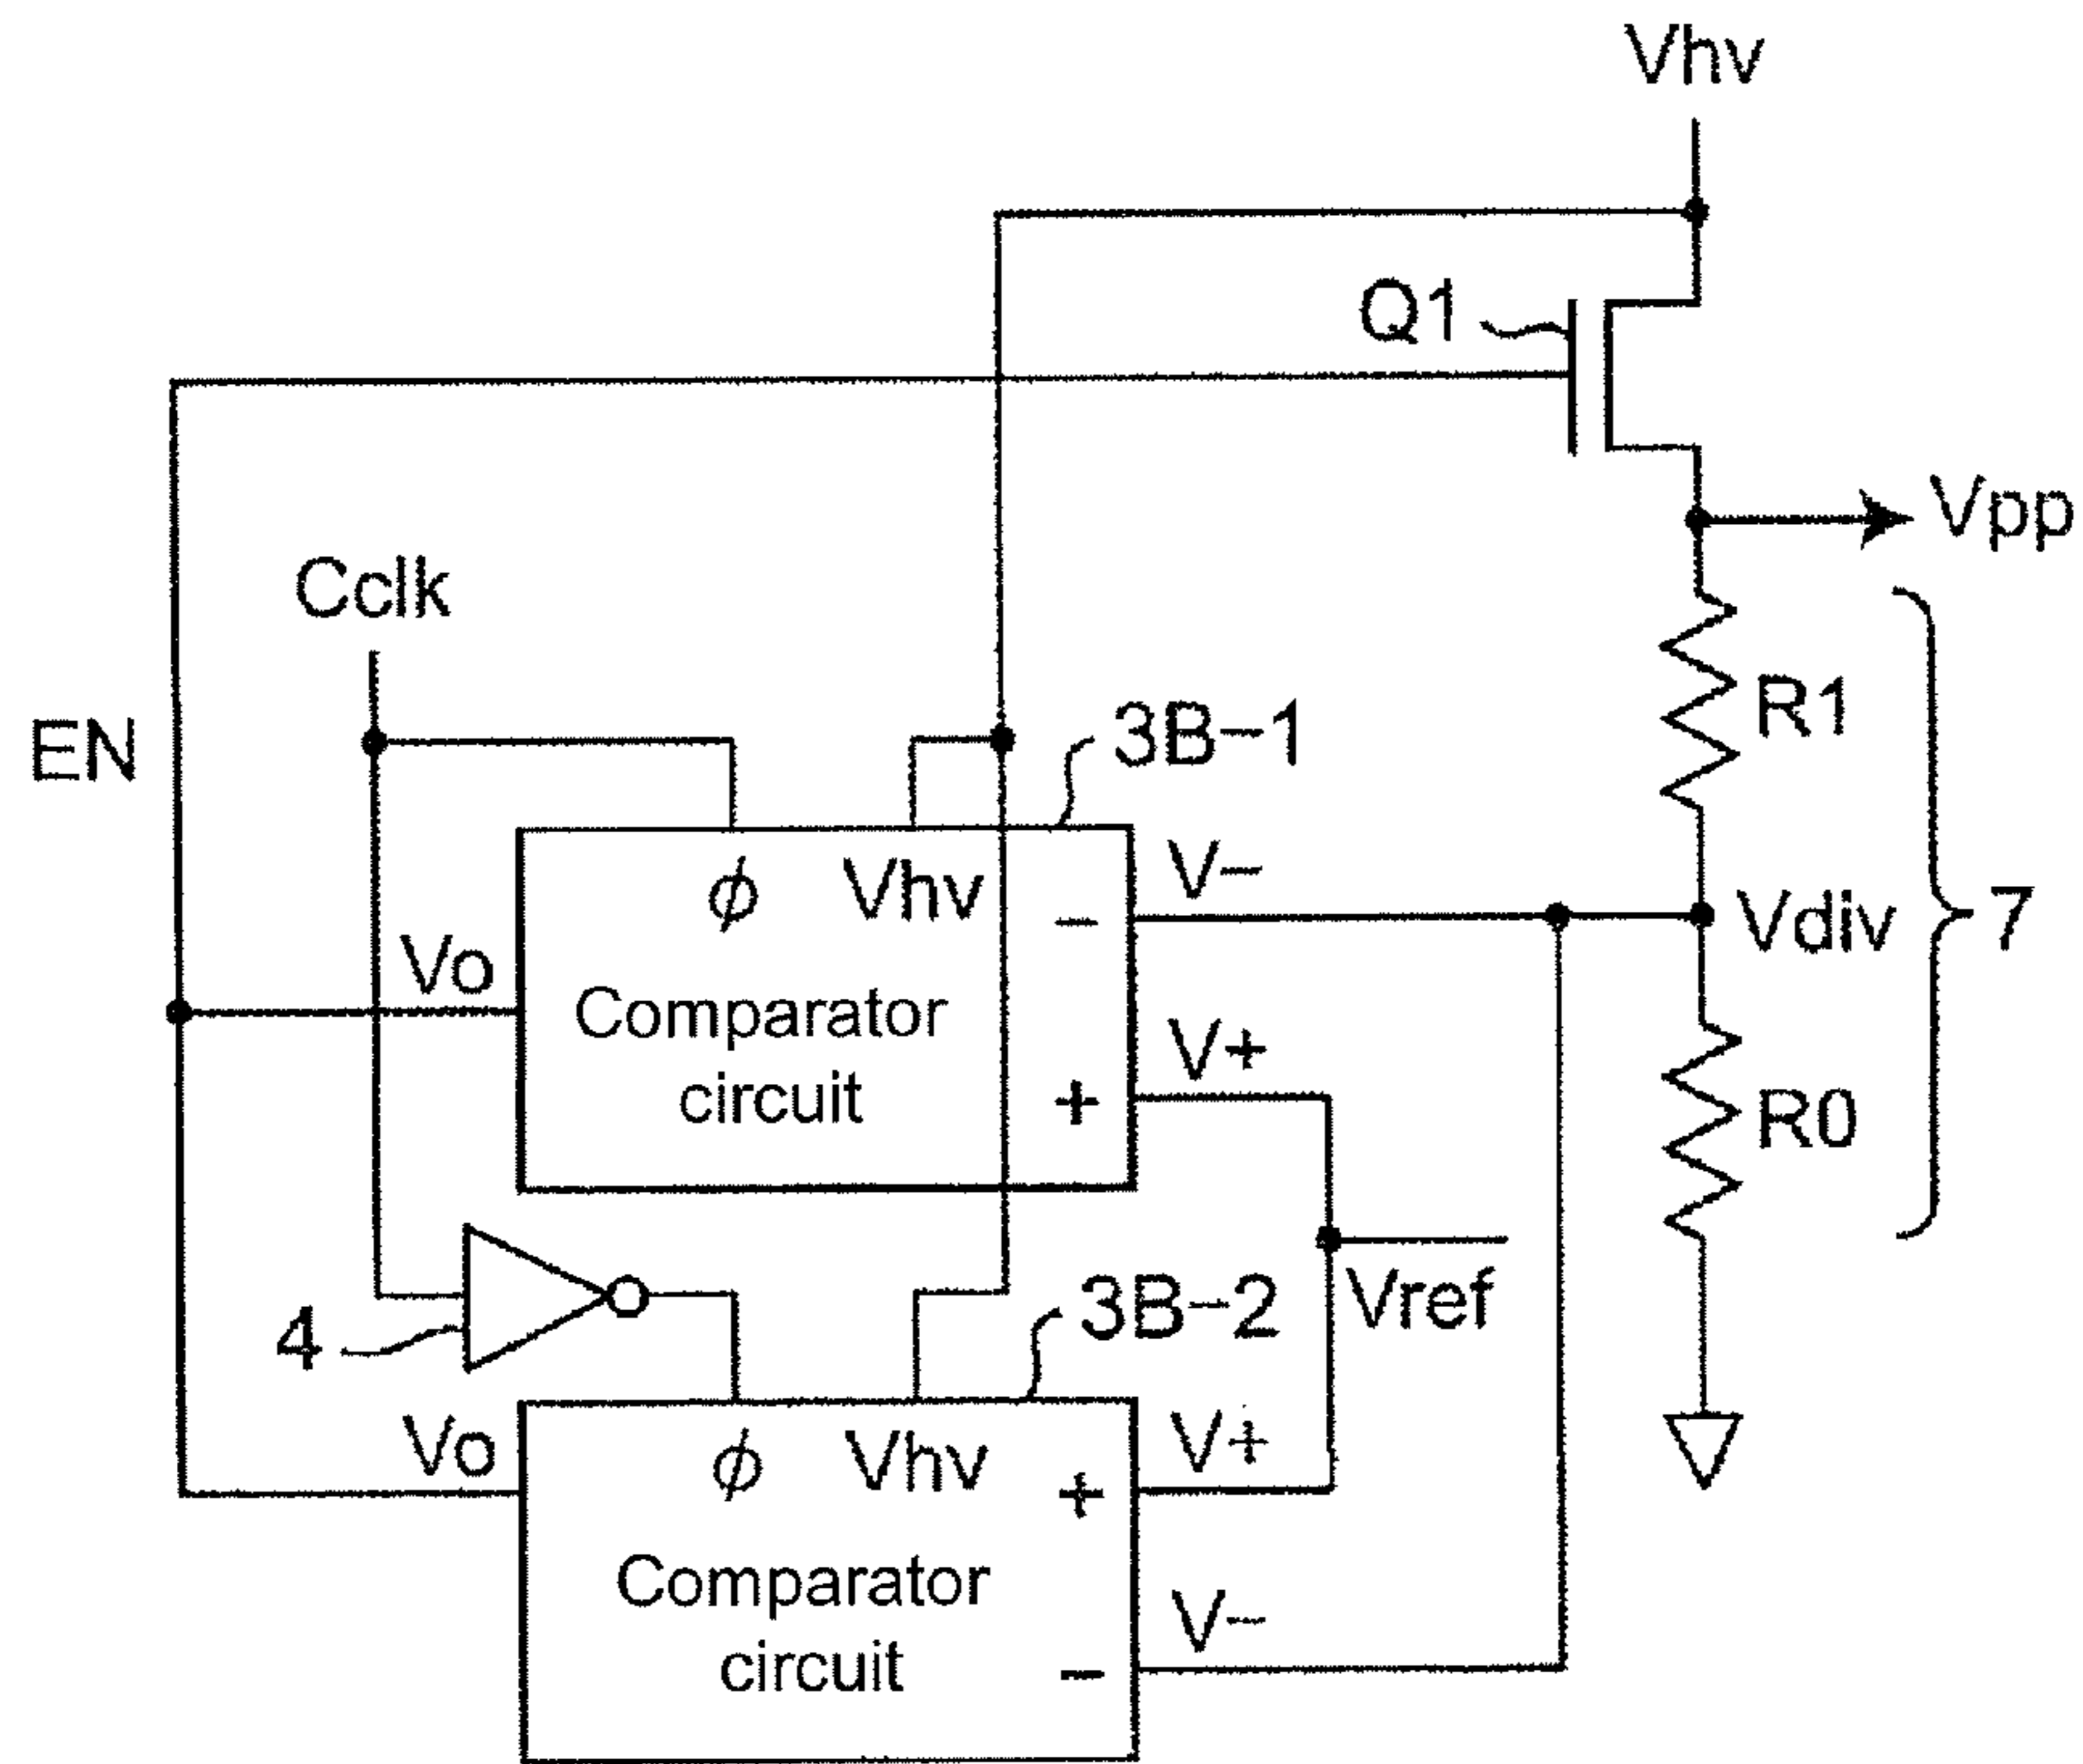 Vhv
Q1
Vpp
Cclk
R1
EN
3B-1
ϕ Vhv
V-
-
Vdiv
7
Vo
Comparator
circuit
V+
+
R0
Vref
3B-2
4
Vo
ϕ Vhv
V+
+
Comparator
circuit
V-
-